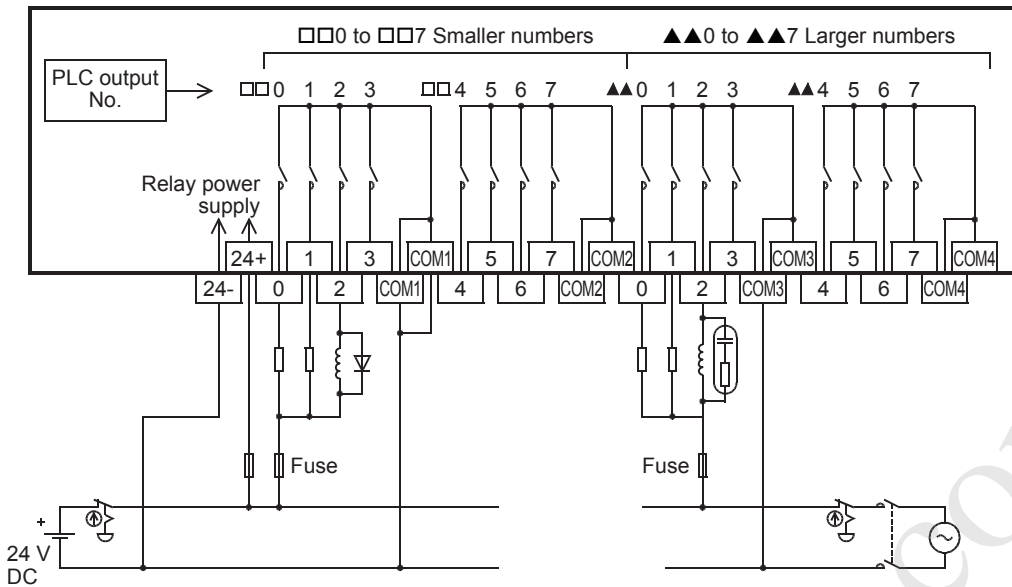 □□0 to □□7 Smaller numbers ▲▲0 to ▲▲7 Larger numbers
PLC output
No.
□□0 1 2 3 □□4 5 6 7 ▲▲0 1 2 3 ▲▲4 5 6 7
Relay power
supply
24+ 1 3 COM1 5 7 COM2 1 3 COM3 5 7 COM4
24- 0 2 COM1 4 6 COM2 0 2 COM3 4 6 COM4
Fuse Fuse
+
24 V
DC